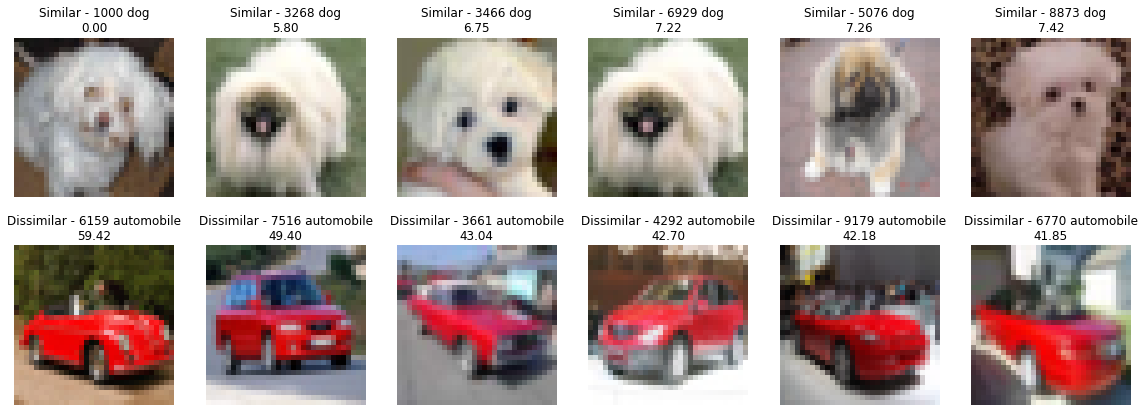 Similar - 1000 dog
0.00
Similar - 3268 dog
5.80
Similar - 3466 dog
6.75
Similar - 6929 dog
7.22
Similar - 5076 dog
7.26
Similar - 8873 dog
7.42
Dissimilar - 6159 automobile
59.42
Dissimilar - 7516 automobile
49.40
Dissimilar - 3661 automobile
43.04
Dissimilar - 4292 automobile
42.70
Dissimilar - 9179 automobile
42.18
Dissimilar - 6770 automobile
41.85